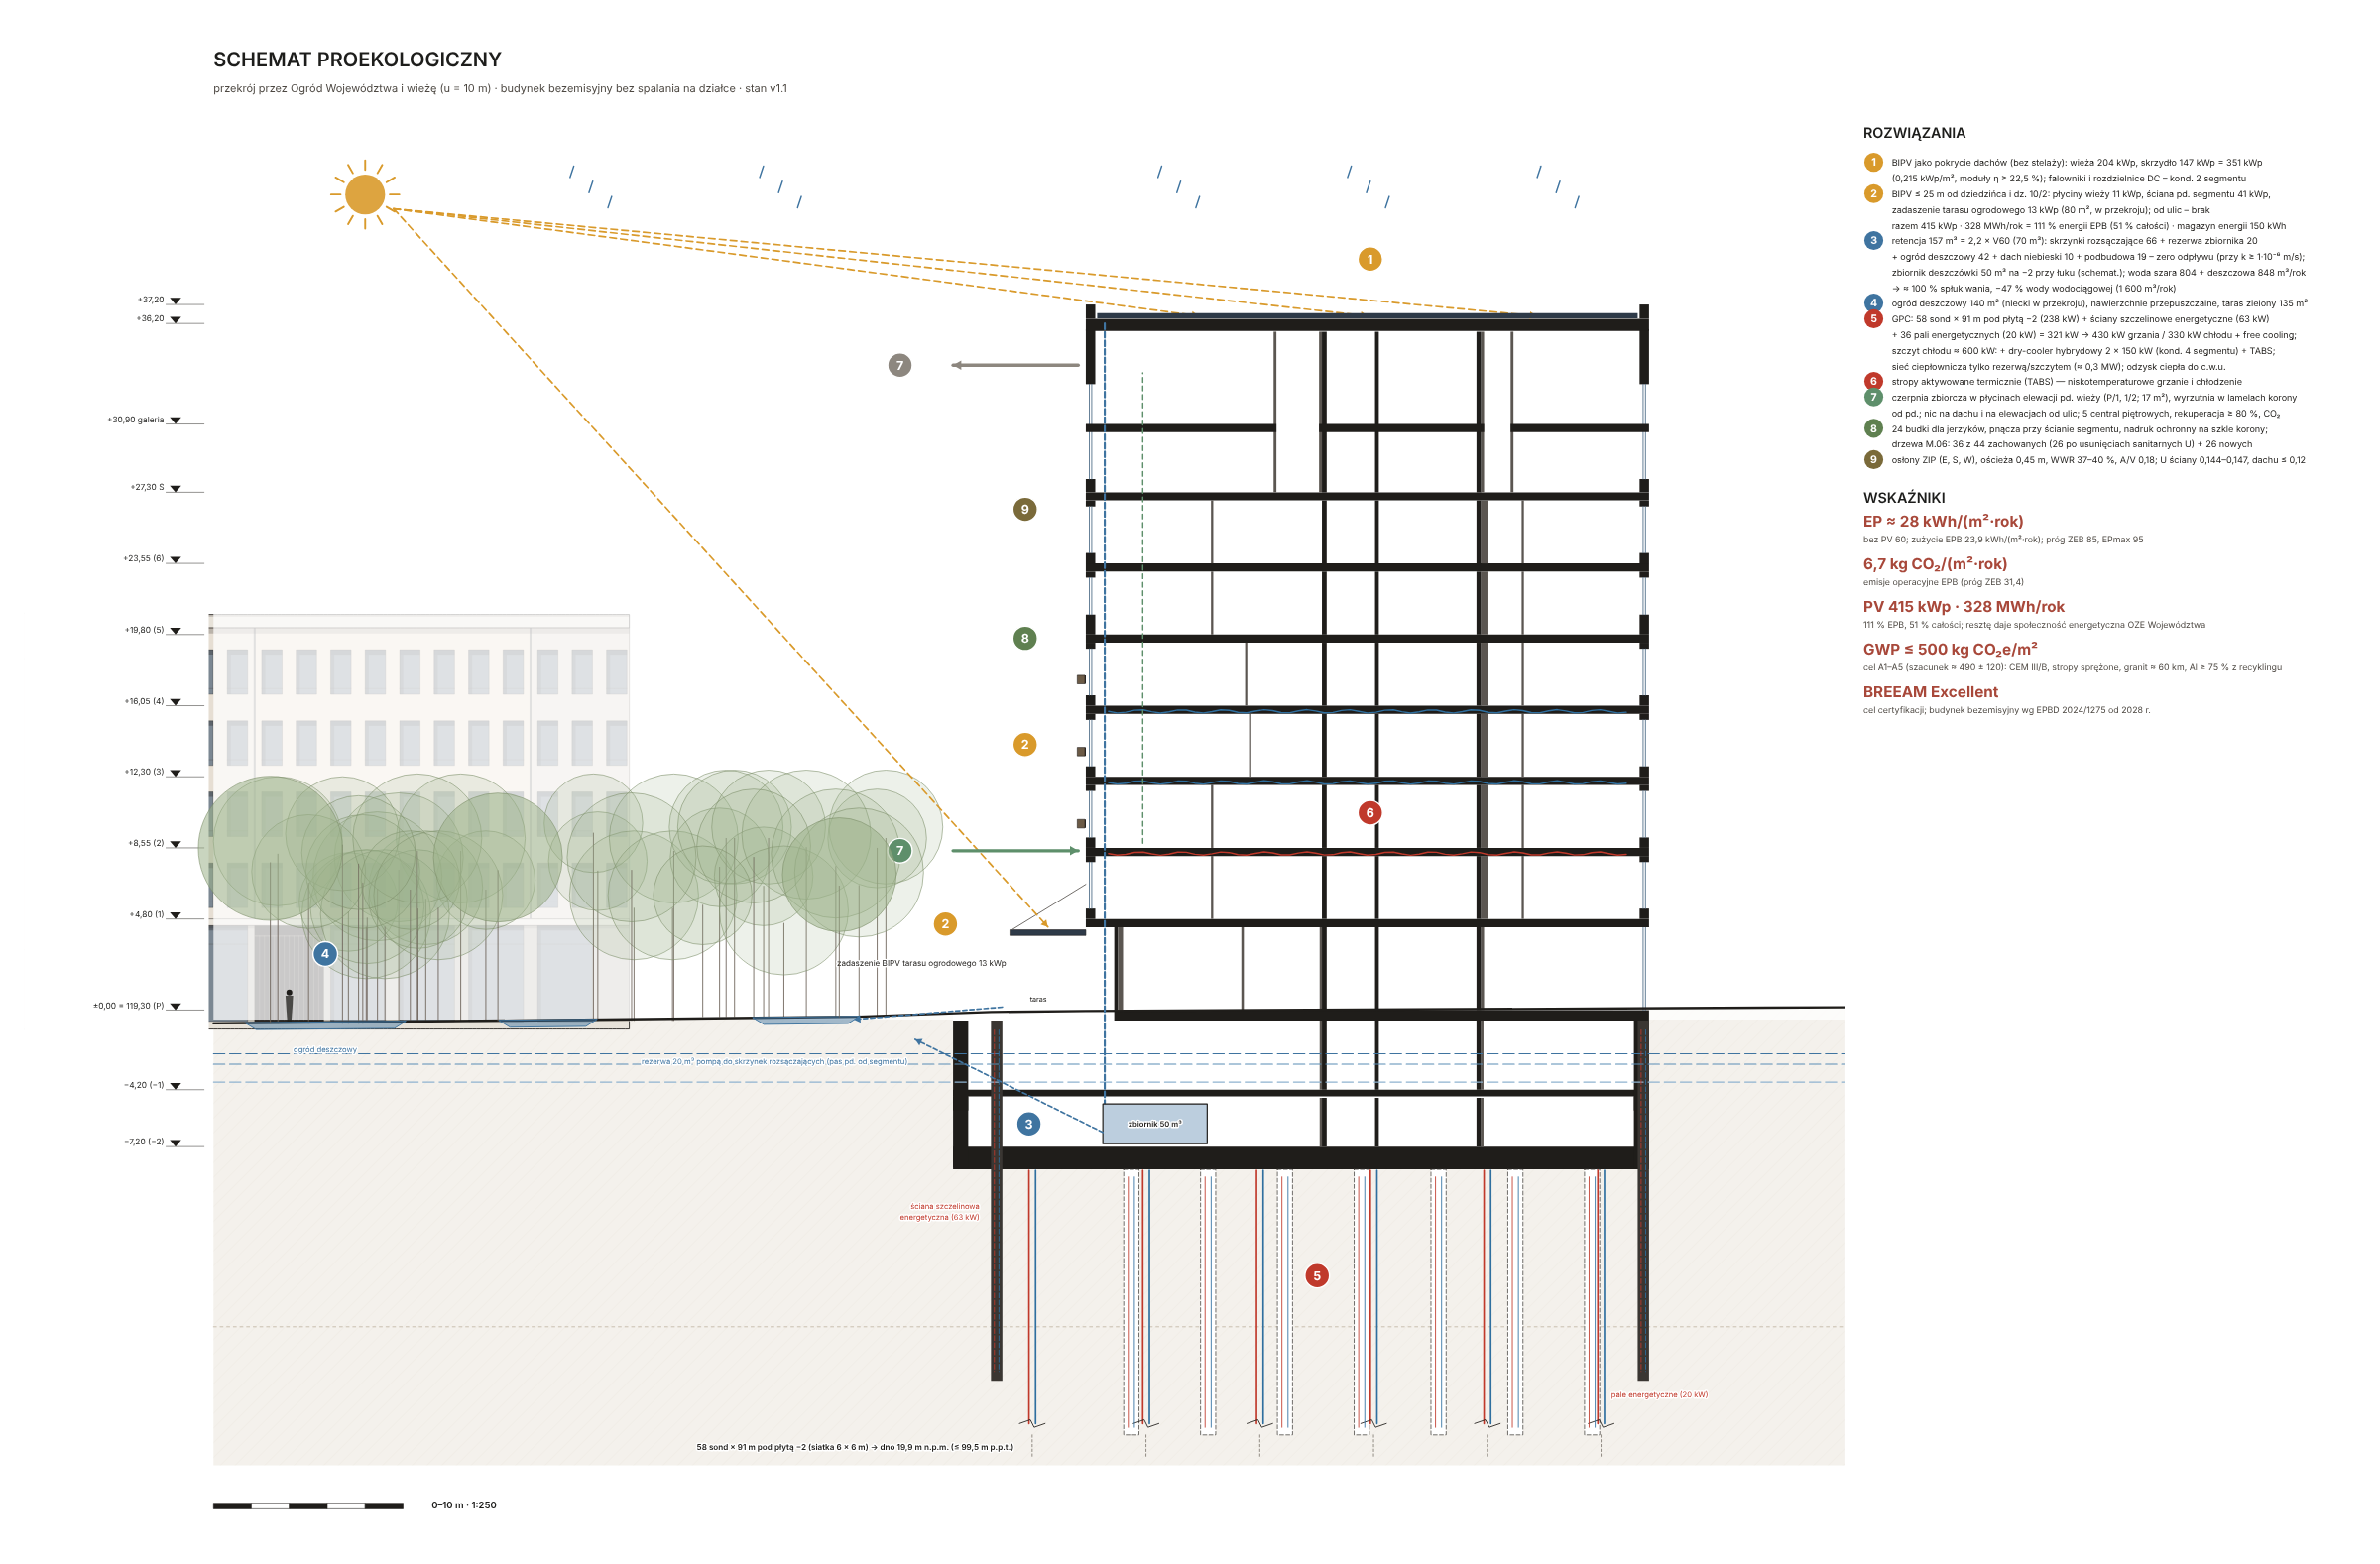 SCHEMAT PROEKOLOGICZNY
przekrój przez Ogród Województwa i wieżę (u = 10 m) · budynek bezemisyjny bez spalania na działce · stan v1.1
ROZWIĄZANIA
1 BIPV jako pokrycie dachów (bez stelaży): wieża 204 kWp, skrzydło 147 kWp = 351 kWp
(0,215 kWp/m², moduły η ≥ 22,5 %); falowniki i rozdzielnice DC – kond. 2 segmentu
2 BIPV ≤ 25 m od dziedzińca i dz. 10/2: płyciny wieży 11 kWp, ściana pd. segmentu 41 kWp,
zadaszenie tarasu ogrodowego 13 kWp (80 m², w przekroju); od ulic – brak
razem 415 kWp · 328 MWh/rok = 111 % energii EPB (51 % całości) · magazyn energii 150 kWh
3 retencja 157 m³ = 2,2 × V60 (70 m³): skrzynki rozsączające 66 + rezerwa zbiornika 20
+ ogród deszczowy 42 + dach niebieski 10 + podbudowa 19 – zero odpływu (przy k ≥ 1·10⁻⁶ m/s);
zbiornik deszczówki 50 m³ na −2 przy łuku (schemat.); woda szara 804 + deszczowa 848 m³/rok
→ ≈ 100 % spłukiwania, −47 % wody wodociągowej (1 600 m³/rok)
4 ogród deszczowy 140 m² (niecki w przekroju), nawierzchnie przepuszczalne, taras zielony 135 m²
5 GPC: 58 sond × 91 m pod płytą −2 (238 kW) + ściany szczelinowe energetyczne (63 kW)
+ 36 pali energetycznych (20 kW) = 321 kW → 430 kW grzania / 330 kW chłodu + free cooling;
szczyt chłodu ≈ 600 kW: + dry-cooler hybrydowy 2 × 150 kW (kond. 4 segmentu) + TABS;
sieć ciepłownicza tylko rezerwą/szczytem (≈ 0,3 MW); odzysk ciepła do c.w.u.
6 stropy aktywowane termicznie (TABS) — niskotemperaturowe grzanie i chłodzenie
7 czerpnia zbiorcza w płycinach elewacji pd. wieży (P/1, 1/2; 17 m²), wyrzutnia w lamelach korony
od pd.; nic na dachu i na elewacjach od ulic; 5 central piętrowych, rekuperacja ≥ 80 %, CO₂
8 24 budki dla jerzyków, pnącza przy ścianie segmentu, nadruk ochronny na szkle korony;
drzewa M.06: 36 z 44 zachowanych (26 po usunięciach sanitarnych U) + 26 nowych
9 osłony ZIP (E, S, W), ościeża 0,45 m, WWR 37–40 %, A/V 0,18; U ściany 0,144–0,147, dachu ≤ 0,12
WSKAŹNIKI
EP ≈ 28 kWh/(m²·rok)
bez PV 60; zużycie EPB 23,9 kWh/(m²·rok); próg ZEB 85, EPmax 95
6,7 kg CO₂/(m²·rok)
emisje operacyjne EPB (próg ZEB 31,4)
PV 415 kWp · 328 MWh/rok
111 % EPB, 51 % całości; resztę daje społeczność energetyczna OZE Województwa
GWP ≤ 500 kg CO₂e/m²
cel A1–A5 (szacunek ≈ 490 ± 120): CEM III/B, stropy sprężone, granit ≈ 60 km, Al ≥ 75 % z recyklingu
BREEAM Excellent
cel certyfikacji; budynek bezemisyjny wg EPBD 2024/1275 od 2028 r.
1
+37,20
+36,20
7
+30,90 galeria
+27,30 S
9
+23,55 (6)
+19,80 (5)
8
+16,05 (4)
2
+12,30 (3)
6
+8,55 (2)
7
+4,80 (1)
2
4
zadaszenie BIPV tarasu ogrodowego 13 kWp
taras
±0,00 = 119,30 (P)
ogród deszczowy
rezerwa 20 m³ pompą do skrzynek rozsączających (pas pd. od segmentu)
−4,20 (−1)
3
zbiornik 50 m³
−7,20 (−2)
ściana szczelinowa
energetyczna (63 kW)
5
pale energetyczne (20 kW)
58 sond × 91 m pod płytą −2 (siatka 6 × 6 m) → dno 19,9 m n.p.m. (≤ 99,5 m p.p.t.)
0–10 m · 1:250